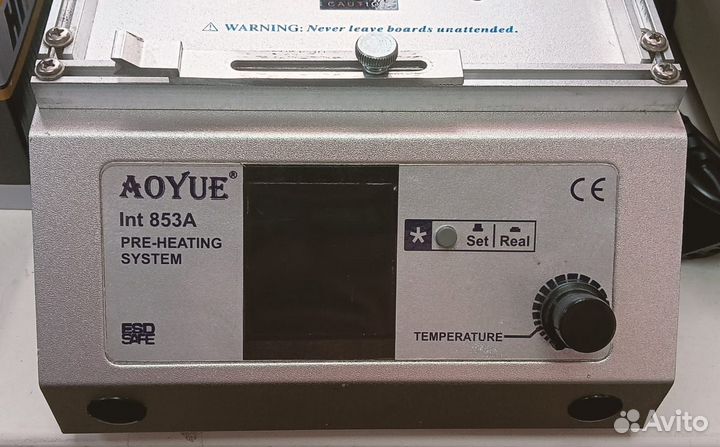 CAUTION
WARNING: Never leave boards unattended.
AOYUE®
Int 853A
PRE-HEATING
SYSTEM
CE
* Set Real
TEMPERATURE
ESD
SAFE
Avito